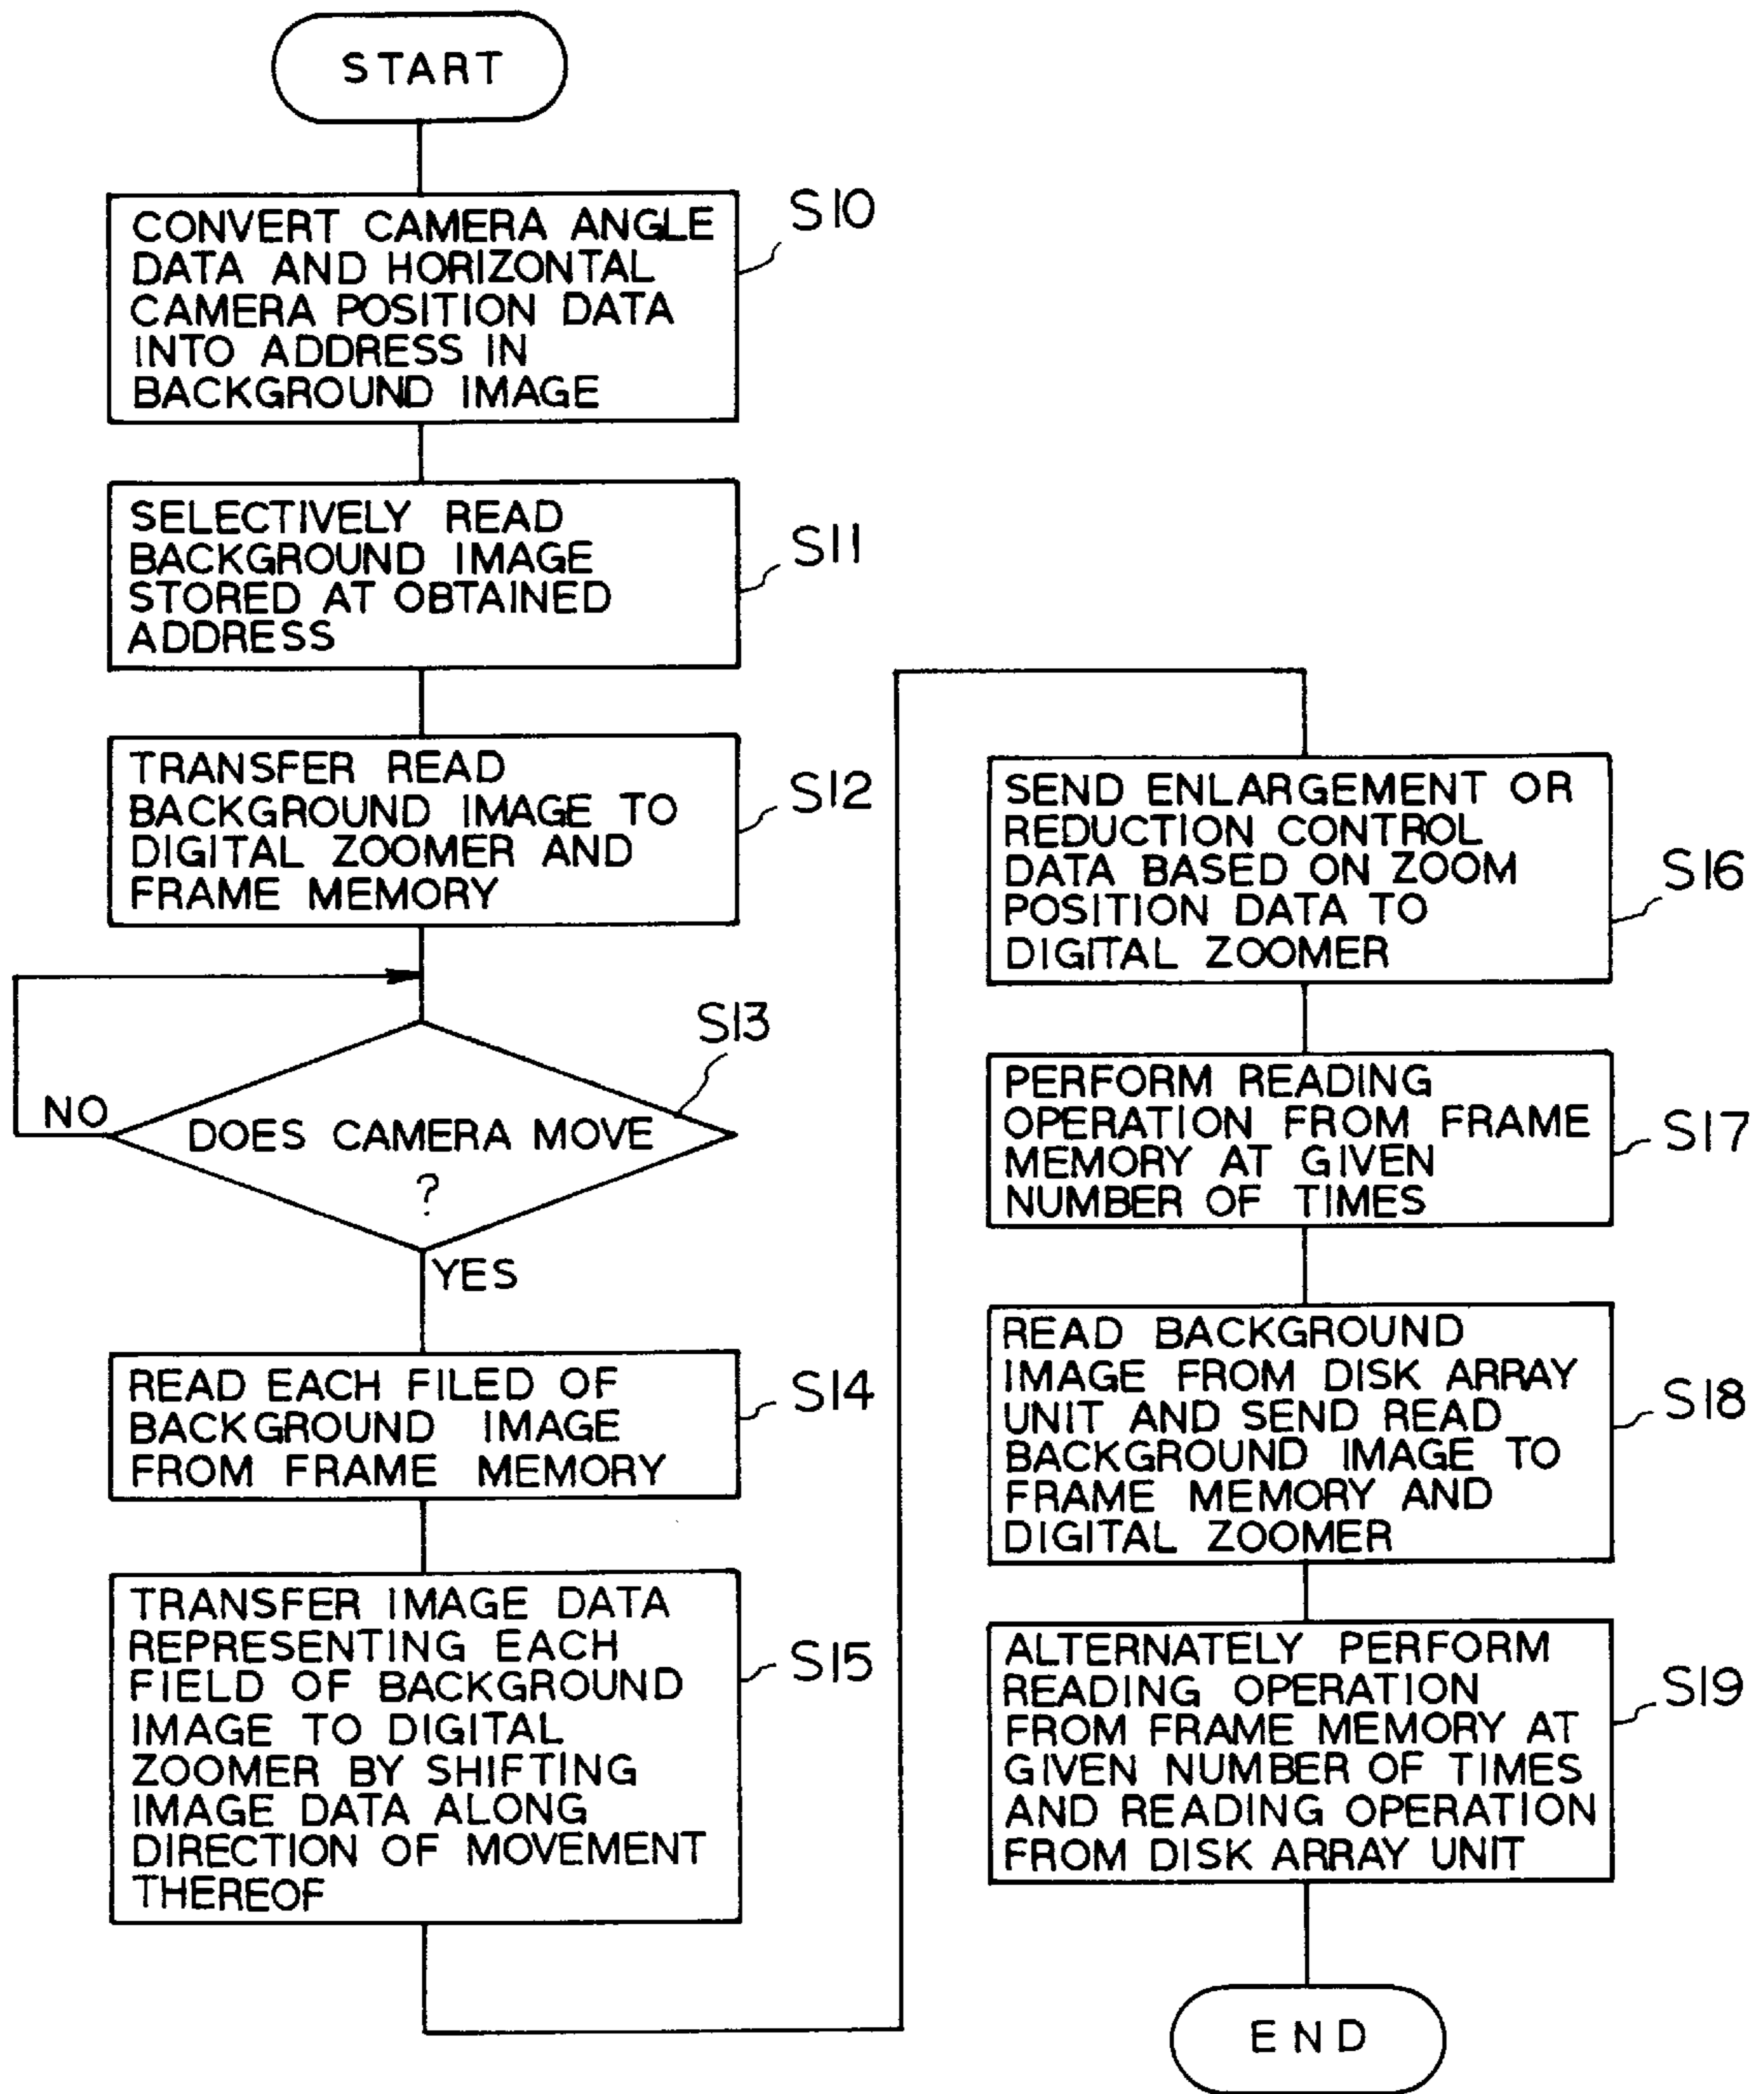 START
CONVERT CAMERA ANGLE
DATA AND HORIZONTAL
CAMERA POSITION DATA
INTO ADDRESS IN
BACKGROUND IMAGE
S10
SELECTIVELY READ
BACKGROUND IMAGE
STORED AT OBTAINED
ADDRESS
S11
TRANSFER READ
BACKGROUND IMAGE TO
DIGITAL ZOOMER AND
FRAME MEMORY
S12
S13
NO
DOES CAMERA MOVE
?
YES
READ EACH FILED OF
BACKGROUND IMAGE
FROM FRAME MEMORY
S14
TRANSFER IMAGE DATA
REPRESENTING EACH
FIELD OF BACKGROUND
IMAGE TO DIGITAL
ZOOMER BY SHIFTING
IMAGE DATA ALONG
DIRECTION OF MOVEMENT
THEREOF
S15
SEND ENLARGEMENT OR
REDUCTION CONTROL
DATA BASED ON ZOOM
POSITION DATA TO
DIGITAL ZOOMER
S16
PERFORM READING
OPERATION FROM FRAME
MEMORY AT GIVEN
NUMBER OF TIMES
S17
READ BACKGROUND
IMAGE FROM DISK ARRAY
UNIT AND SEND READ
BACKGROUND IMAGE TO
FRAME MEMORY AND
DIGITAL ZOOMER
S18
ALTERNATELY PERFORM
READING OPERATION
FROM FRAME MEMORY AT
GIVEN NUMBER OF TIMES
AND READING OPERATION
FROM DISK ARRAY UNIT
S19
END